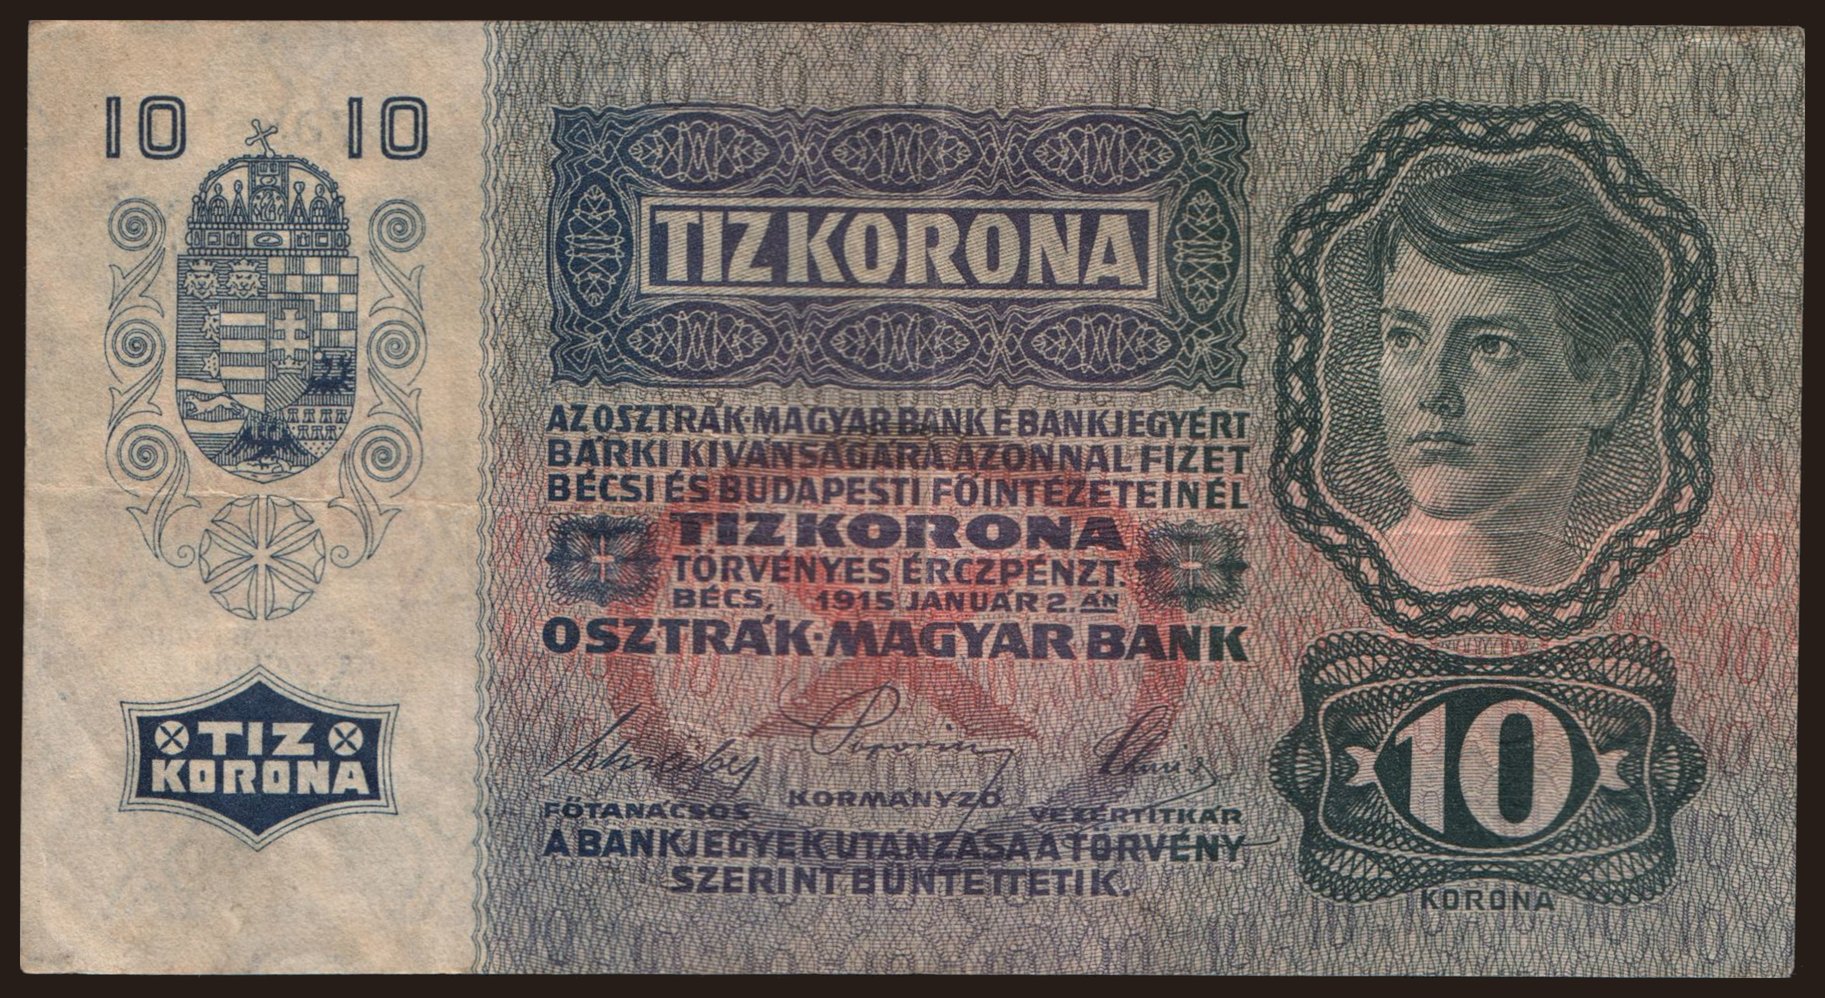 10 10
TIZ KORONA
TIZ KORONA
AZ OSZTRÁK-MAGYAR BANK E BANKJEGYÉRT
BÁRKI KIVÁNSÁGÁRA AZONNAL FIZET
BÉCSI ÉS BUDAPESTI FŐINTÉZETEINÉL
TIZ KORONA
TÖRVÉNYES ÉRCZPÉNZT.
BÉCS, 1915 JANUÁR 2. ÁN
OSZTRÁK-MAGYAR BANK
FŐTANÁCSOS KORMÁNYZÓ VEZÉRTITKÁR
A BANKJEGYEK UTÁNZÁSA A TÖRVÉNY
SZERINT BÜNTETTETIK.
10
KORONA